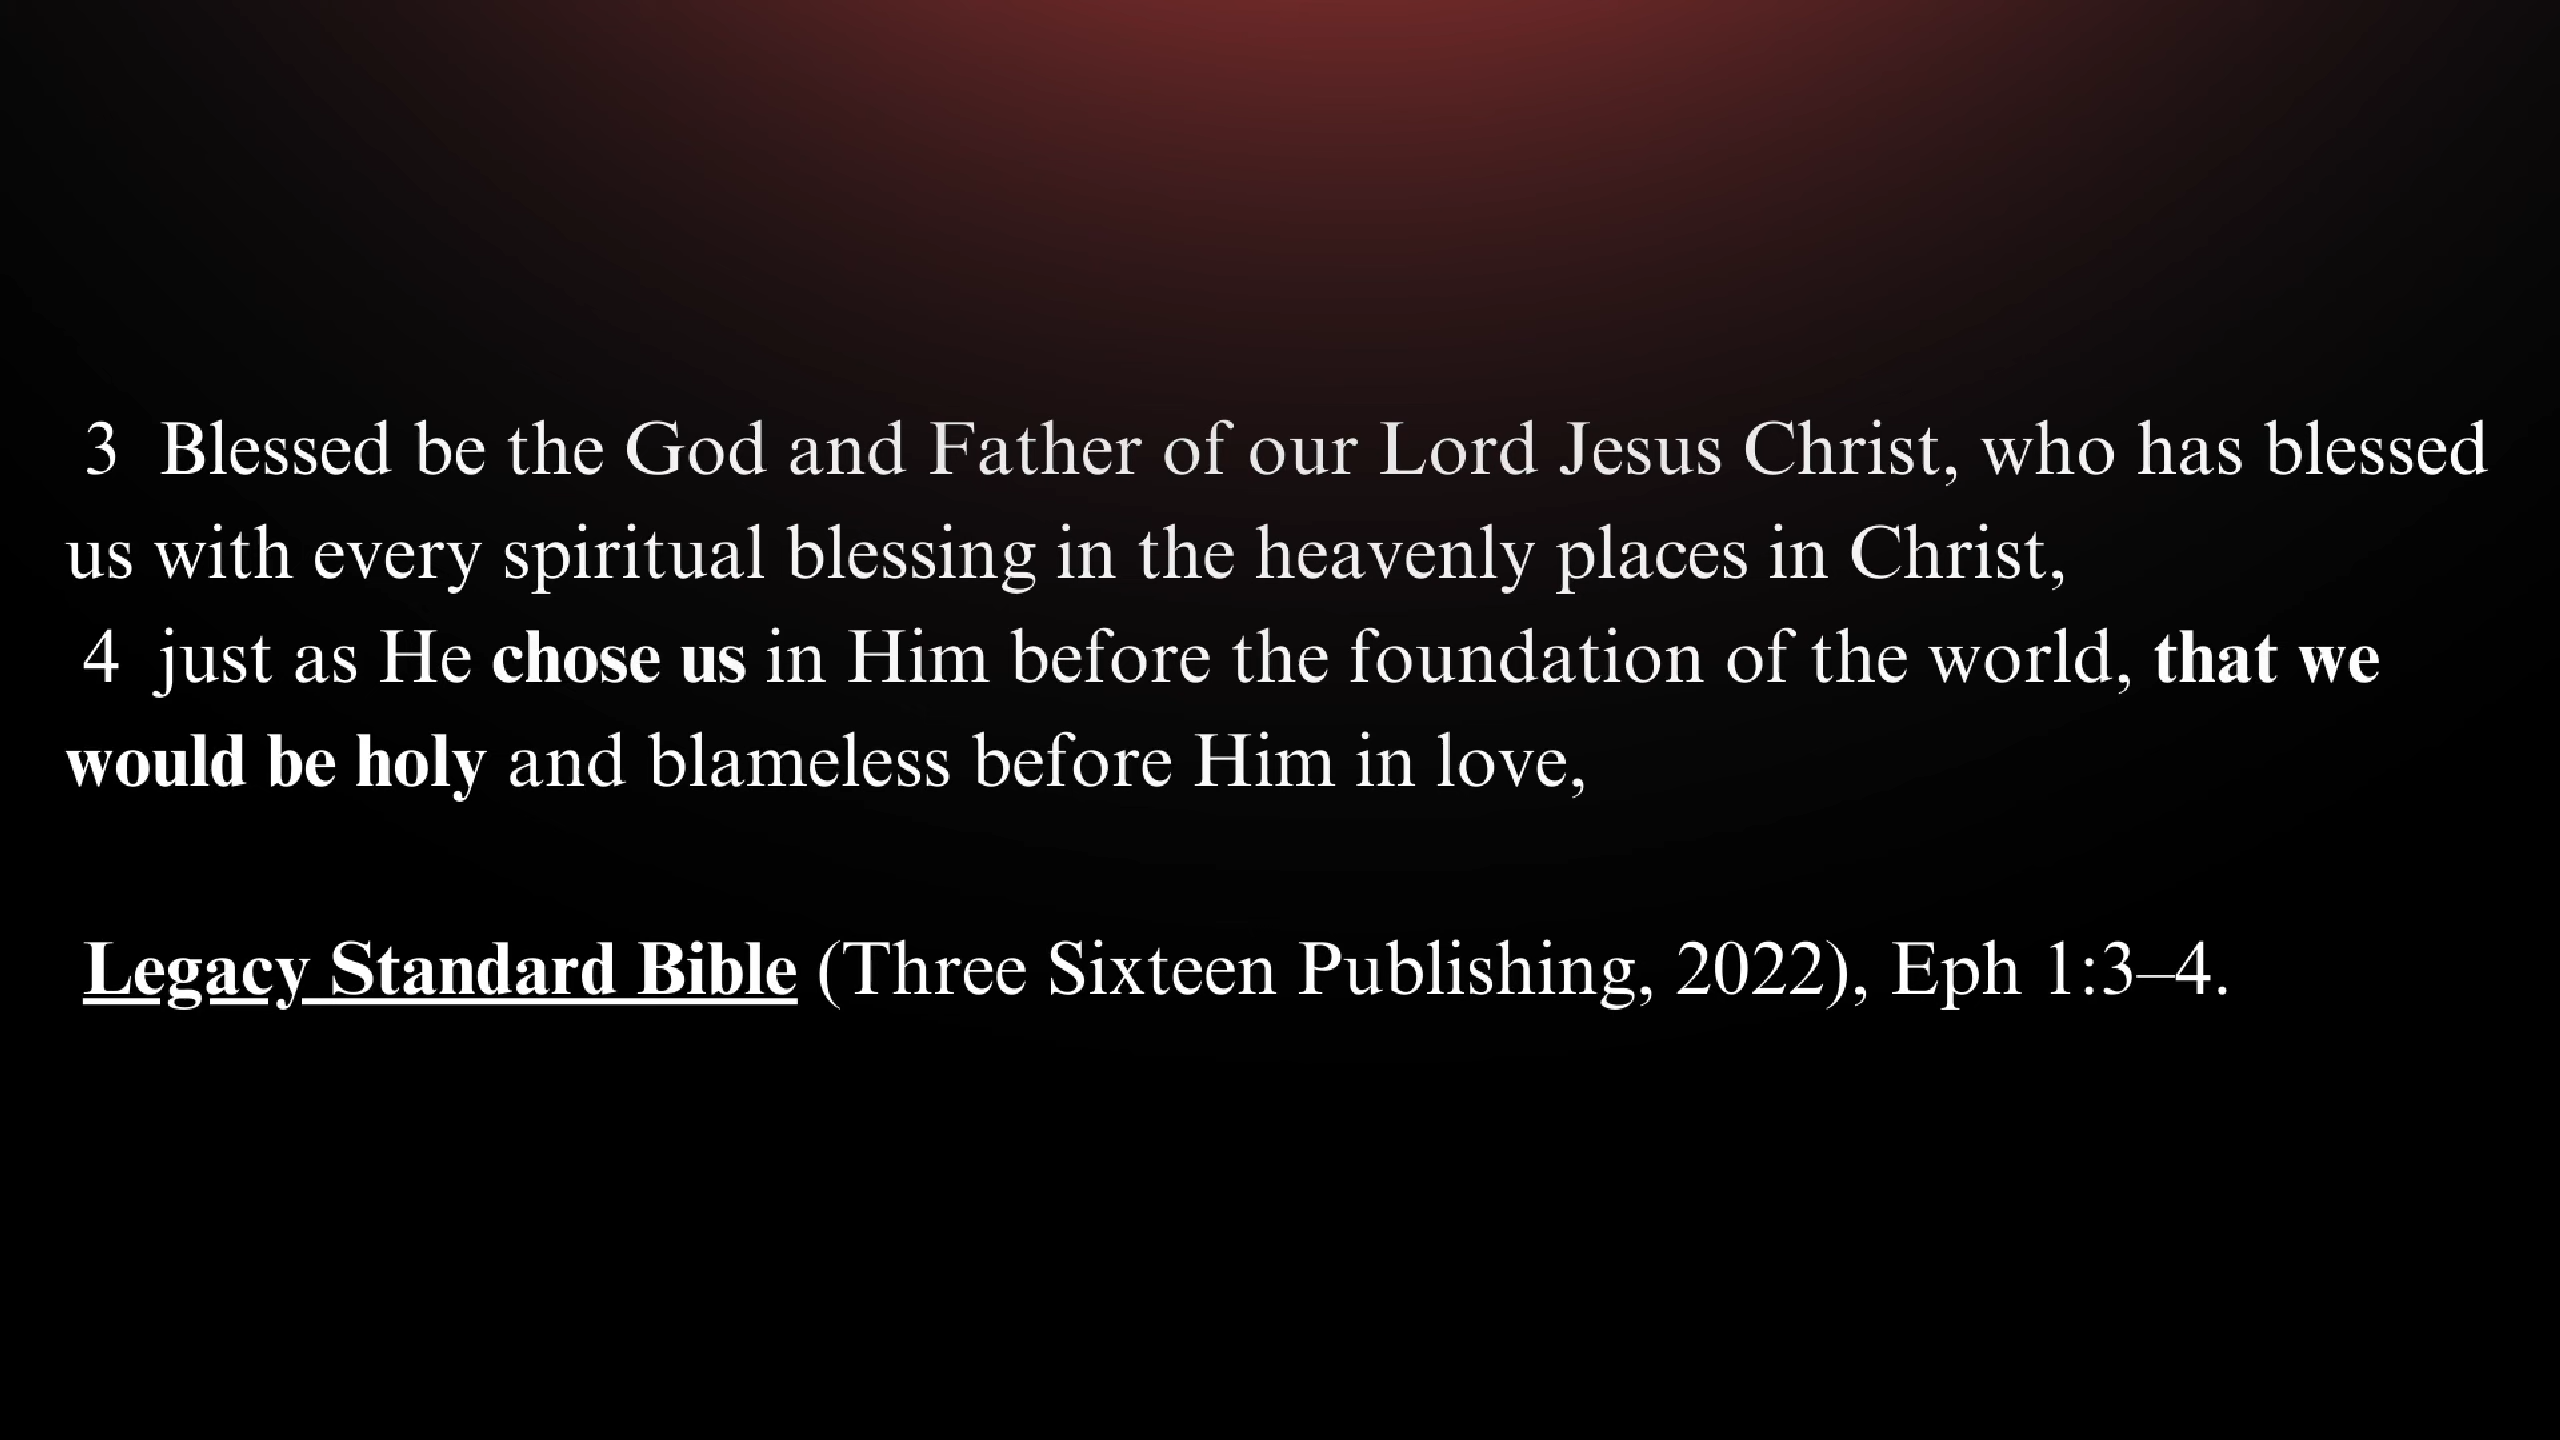 3 Blessed be the God and Father of our Lord Jesus Christ, who has blessed
us with every spiritual blessing in the heavenly places in Christ,
4 just as He chose us in Him before the foundation of the world, that we
would be holy and blameless before Him in love,
Legacy Standard Bible (Three Sixteen Publishing, 2022), Eph 1:3–4.